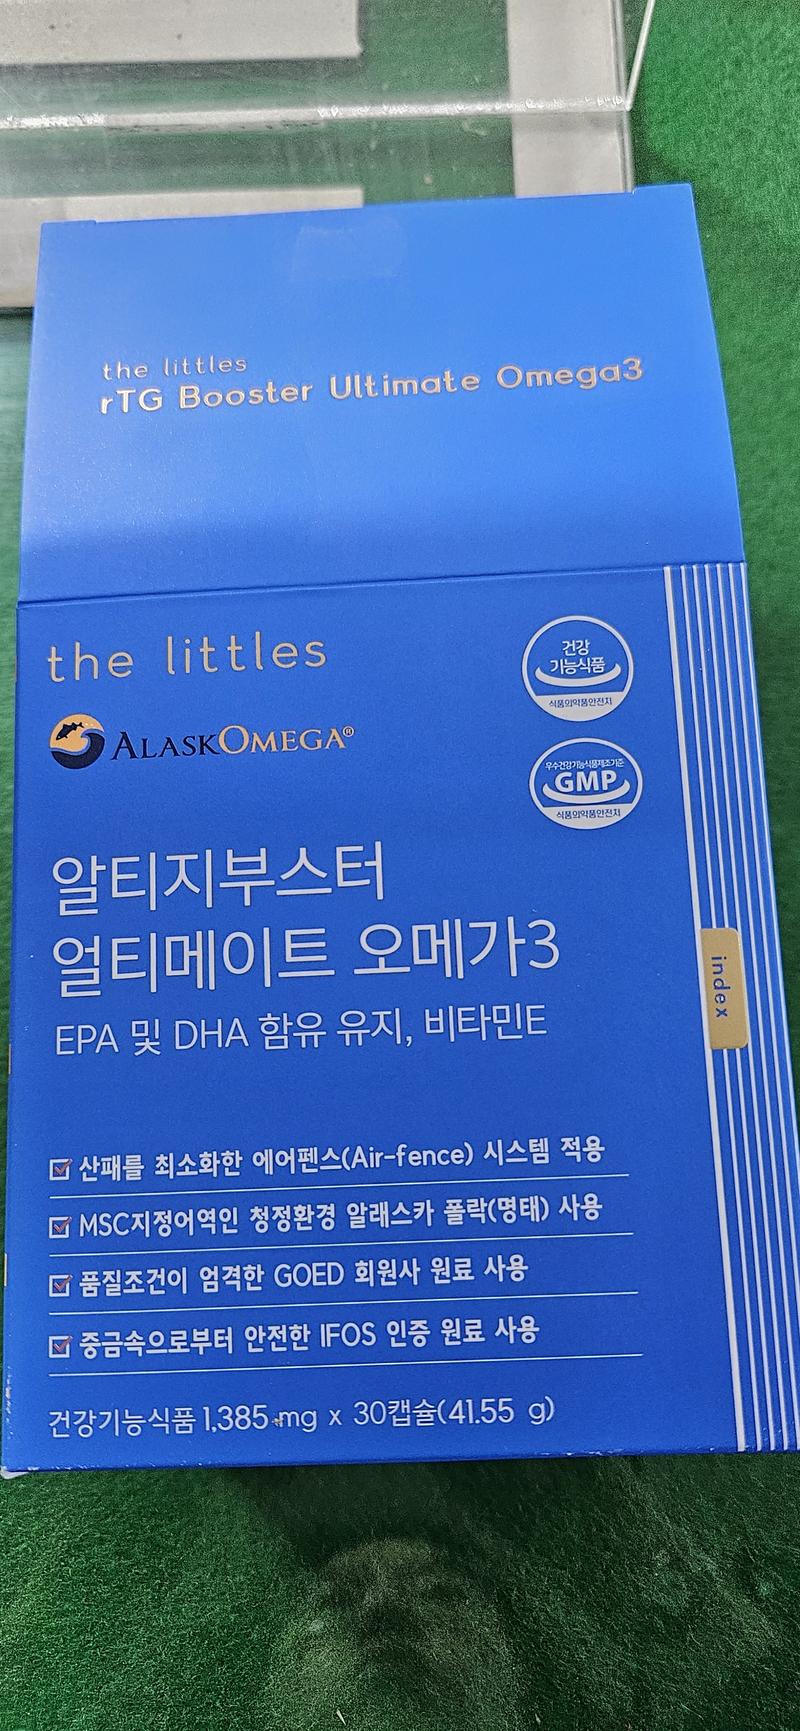 the littles
rTG Booster Ultimate Omega3
the littles
ALASKOMEGA®
건강
기능식품
식품의약품안전처
우수건강기능식품제조기준
GMP
식품의약품안전처
알티지부스터
얼티메이트 오메가3
EPA 및 DHA 함유 유지, 비타민E
index
산패를 최소화한 에어펜스(Air-fence) 시스템 적용
MSC지정어역인 청정환경 알래스카 폴락(명태) 사용
품질조건이 엄격한 GOED 회원사 원료 사용
중금속으로부터 안전한 IFOS 인증 원료 사용
건강기능식품 1,385 mg x 30캡슐(41.55 g)